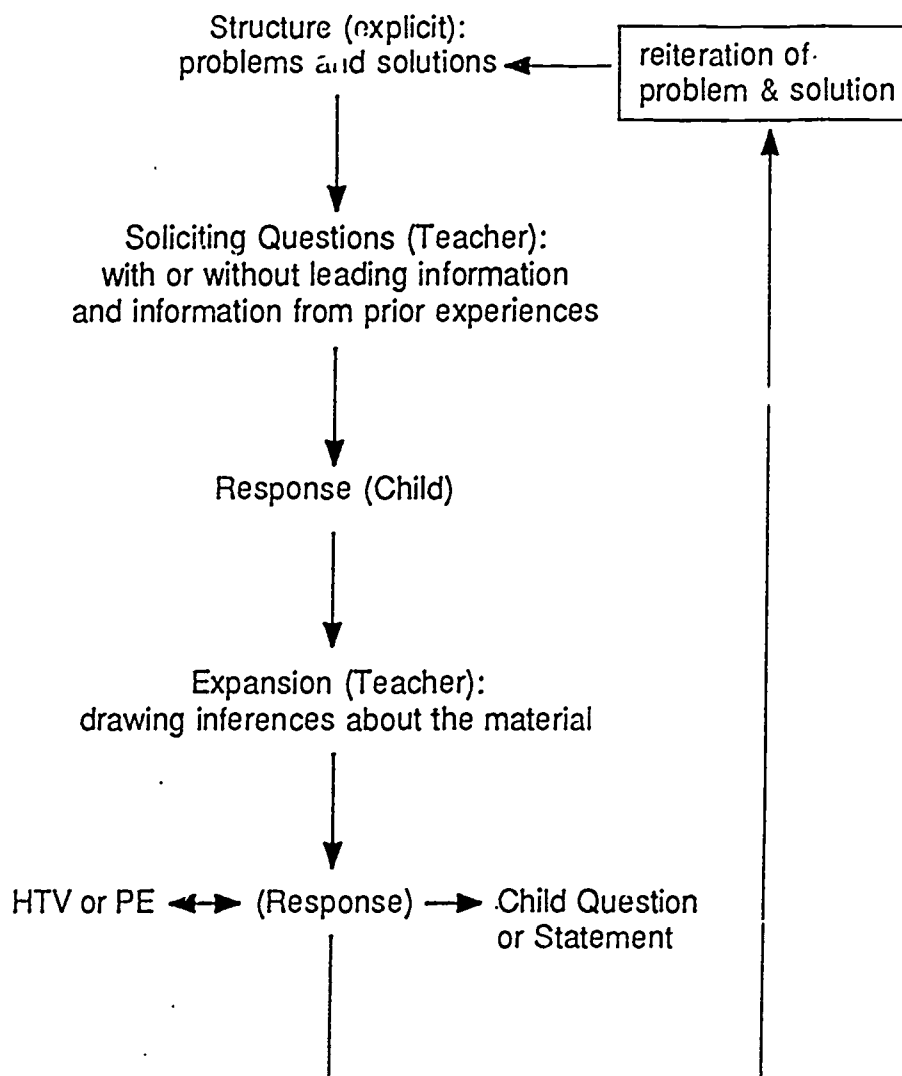 Structure (explicit):
problems and solutions
reiteration of
problem & solution
Soliciting Questions (Teacher):
with or without leading information
and information from prior experiences
Response (Child)
Expansion (Teacher):
drawing inferences about the material
HTV or PE
(Response)
Child Question
or Statement